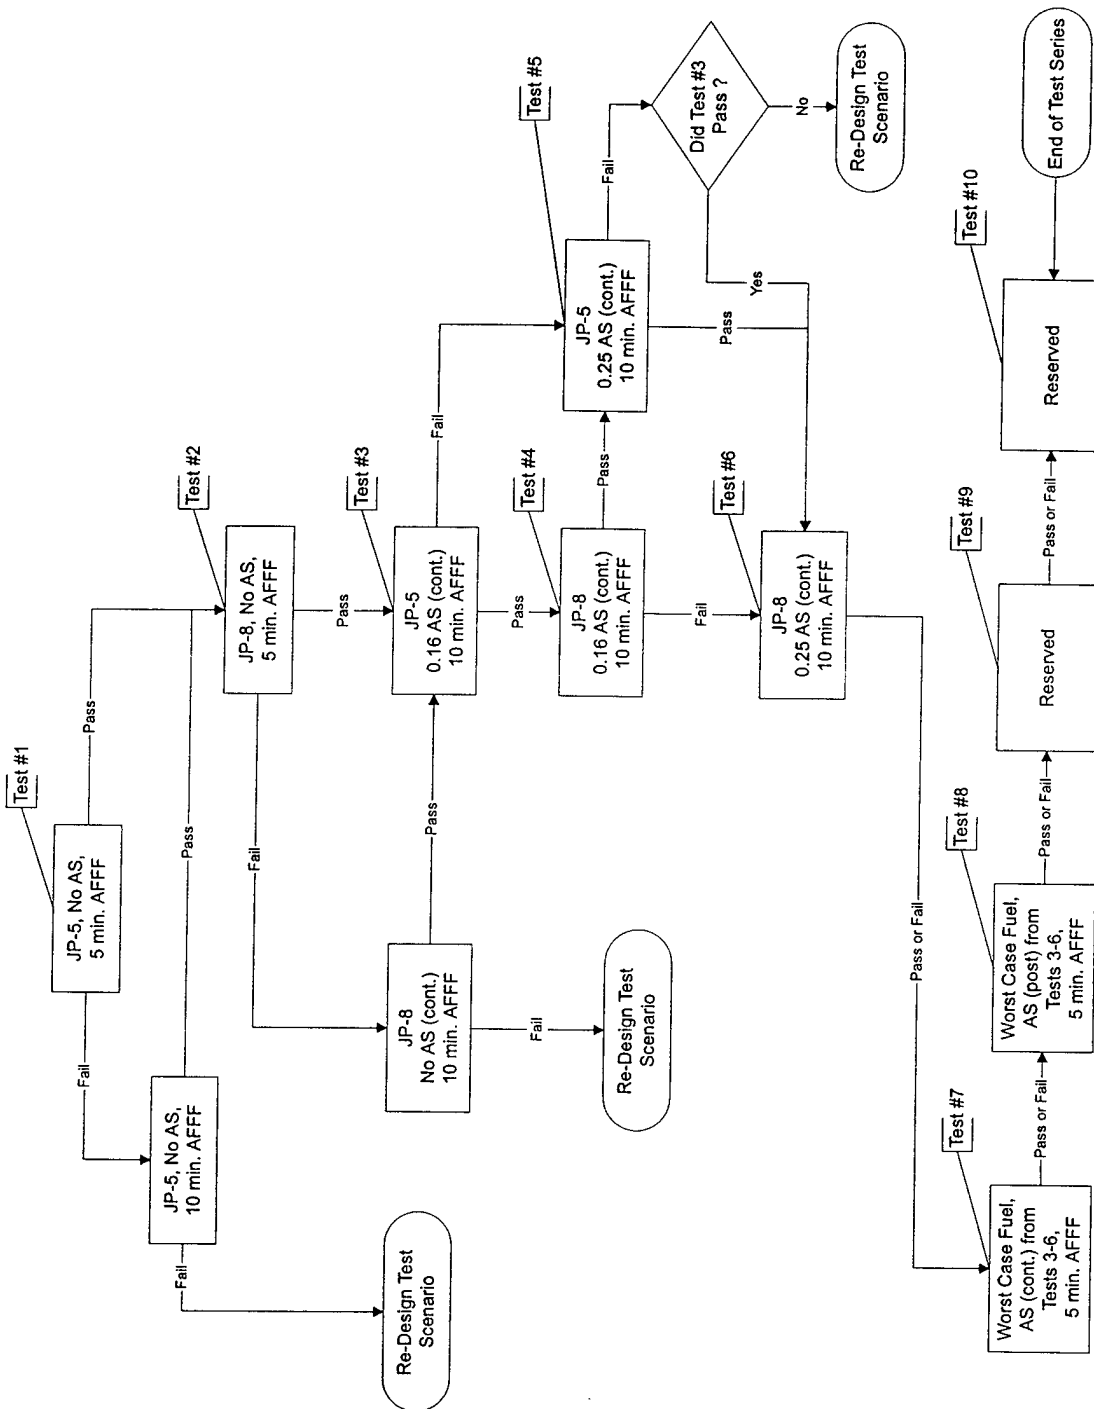 Test #1
JP-5, No AS,
5 min. AFFF
Fail
Pass
JP-5, No AS,
10 min. AFFF
Fail
Pass
Re-Design Test
Scenario
Test #2
JP-8, No AS,
5 min. AFFF
Fail
Pass
JP-8
No AS (cont.)
10 min. AFFF
Pass
Fail
Re-Design Test
Scenario
Test #3
JP-5
0.16 AS (cont.)
10 min. AFFF
Fail
Pass
Test #4
JP-8
0.16 AS (cont.)
10 min. AFFF
Pass
Fail
Test #5
JP-5
0.25 AS (cont.)
10 min. AFFF
Fail
Pass
Did Test #3
Pass ?
Yes
No
Re-Design Test
Scenario
Test #6
JP-8
0.25 AS (cont.)
10 min. AFFF
Pass or Fail
Test #7
Worst Case Fuel,
AS (cont.) from
Tests 3-6,
5 min. AFFF
Pass or Fail
Test #8
Worst Case Fuel,
AS (post) from
Tests 3-6,
5 min. AFFF
Pass or Fail
Test #9
Reserved
Pass or Fail
Test #10
Reserved
End of Test Series